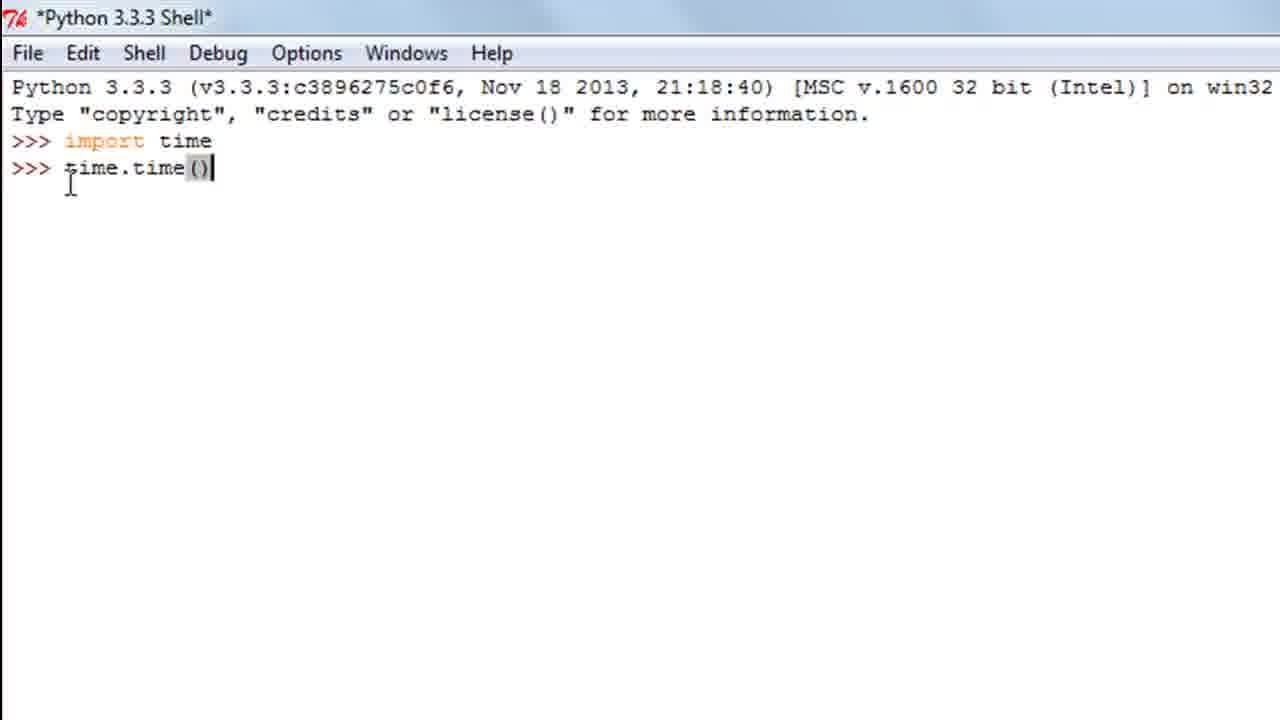 *Python 3.3.3 Shell*
File Edit Shell Debug Options Windows Help
Python 3.3.3 (v3.3.3:c3896275c0f6, Nov 18 2013, 21:18:40) [MSC v.1600 32 bit (Intel)] on win32
Type "copyright", "credits" or "license()" for more information.
>>> import time
>>> time.time()